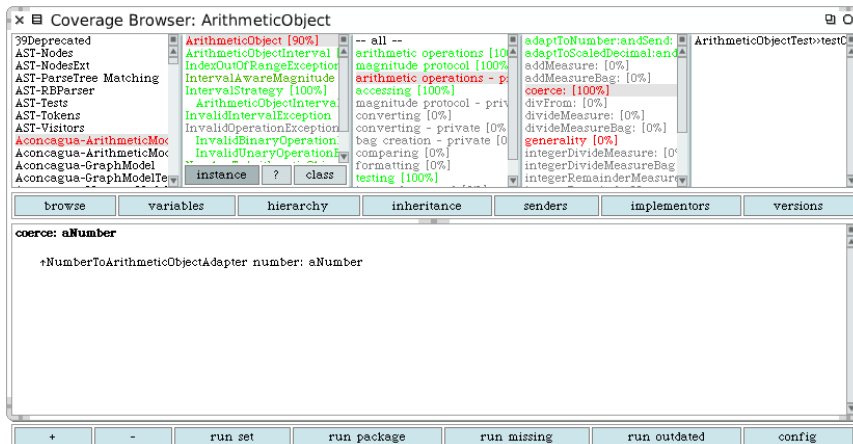 Coverage Browser: ArithmeticObject
39Deprecated
AST-Nodes
AST-NodesExt
AST-ParseTree Matching
AST-RBParser
AST-Tests
AST-Tokens
AST-Visitors
Aconcagua-ArithmeticMod
Aconcagua-ArithmeticMod
Aconcagua-GraphModel
Aconcagua-GraphModelTe
ArithmeticObject [90%]
ArithmeticObjectInterval
IndexOutOfRangeException
IntervalAwareMagnitude
IntervalStrategy [100%]
ArithmeticObjectInterval
InvalidIntervalException
InvalidOperationException
InvalidBinaryOperation
InvalidUnaryOperation
instance
?
class
-- all --
arithmetic operations [10
magnitude protocol [100%
arithmetic operations - pr
accessing [100%]
magnitude protocol - priv
converting [0%]
converting - private [0%
bag creation - private [0
comparing [0%]
formatting [0%]
testing [100%]
adaptToNumber:andSend:
adaptToScaledDecimal:and
addMeasure: [0%]
addMeasureBag: [0%]
coerce: [100%]
divFrom: [0%]
divideMeasure: [0%]
divideMeasureBag: [0%]
generality [0%]
integerDivideMeasure: [0%
integerDivideMeasureBag
integerRemainderMeasure
ArithmeticObjectTest>>testC
browse
variables
hierarchy
inheritance
senders
implementors
versions
coerce: aNumber
↑NumberToArithmeticObjectAdapter number: aNumber
+
-
run set
run package
run missing
run outdated
config